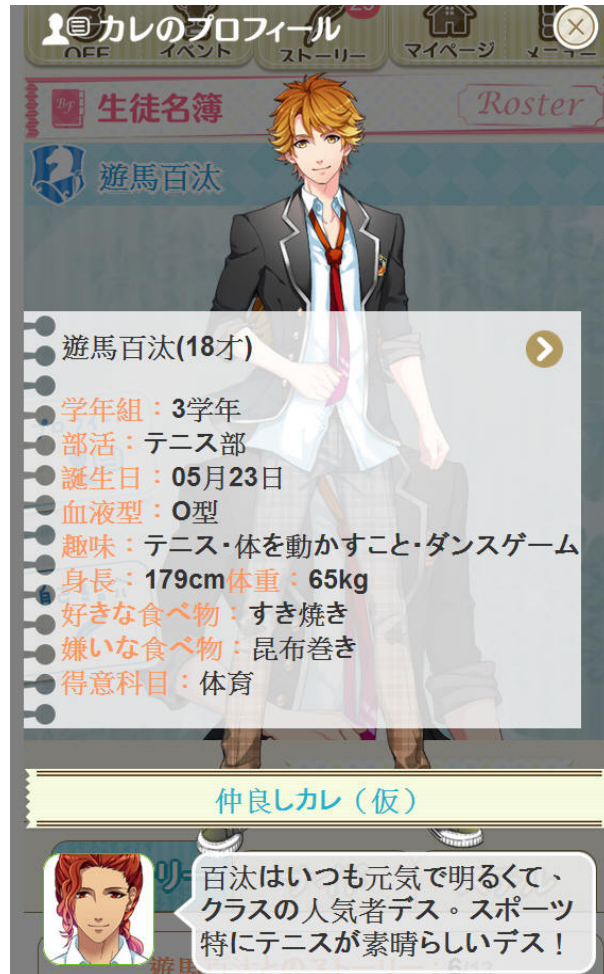 カレのプロフィール
OFF イベント ストーリー マイページ メニュー
Bf 生徒名簿 Roster
遊馬百汰
遊馬百汰(18才)
学年組：3学年
部活：テニス部
誕生日：05月23日
血液型：O型
趣味：テニス・体を動かすこと・ダンスゲーム
身長：179cm体重：65kg
好きな食べ物：すき焼き
嫌いな食べ物：昆布巻き
得意科目：体育
仲良しカレ（仮）
百汰はいつも元気で明るくて、
クラスの人気者デス。スポーツ
特にテニスが素晴らしいデス！